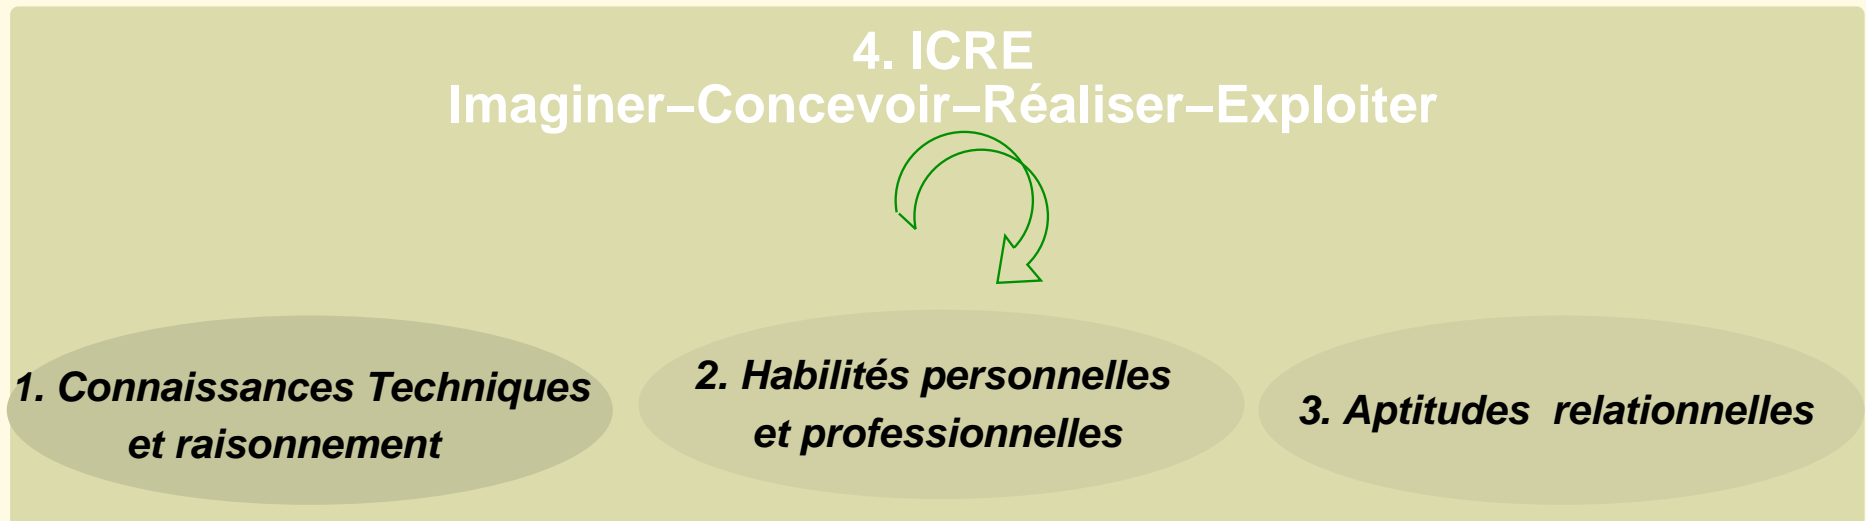 4. ICRE
Imaginer–Concevoir–Réaliser–Exploiter
1. Connaissances Techniques
et raisonnement
2. Habilités personnelles
et professionnelles
3. Aptitudes relationnelles